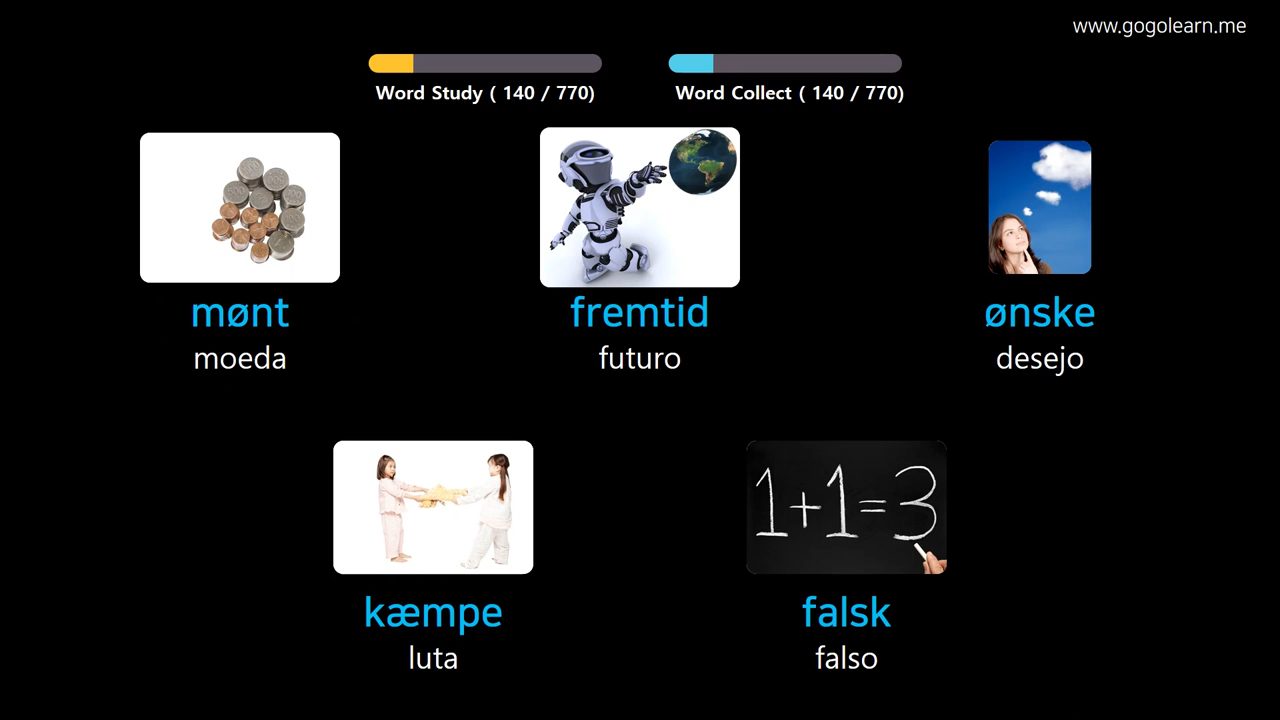 www.gogolearn.me
Word Study ( 140 / 770)
Word Collect ( 140 / 770)
mønt
moeda
fremtid
futuro
ønske
desejo
kæmpe
luta
1+1=3
falsk
falso